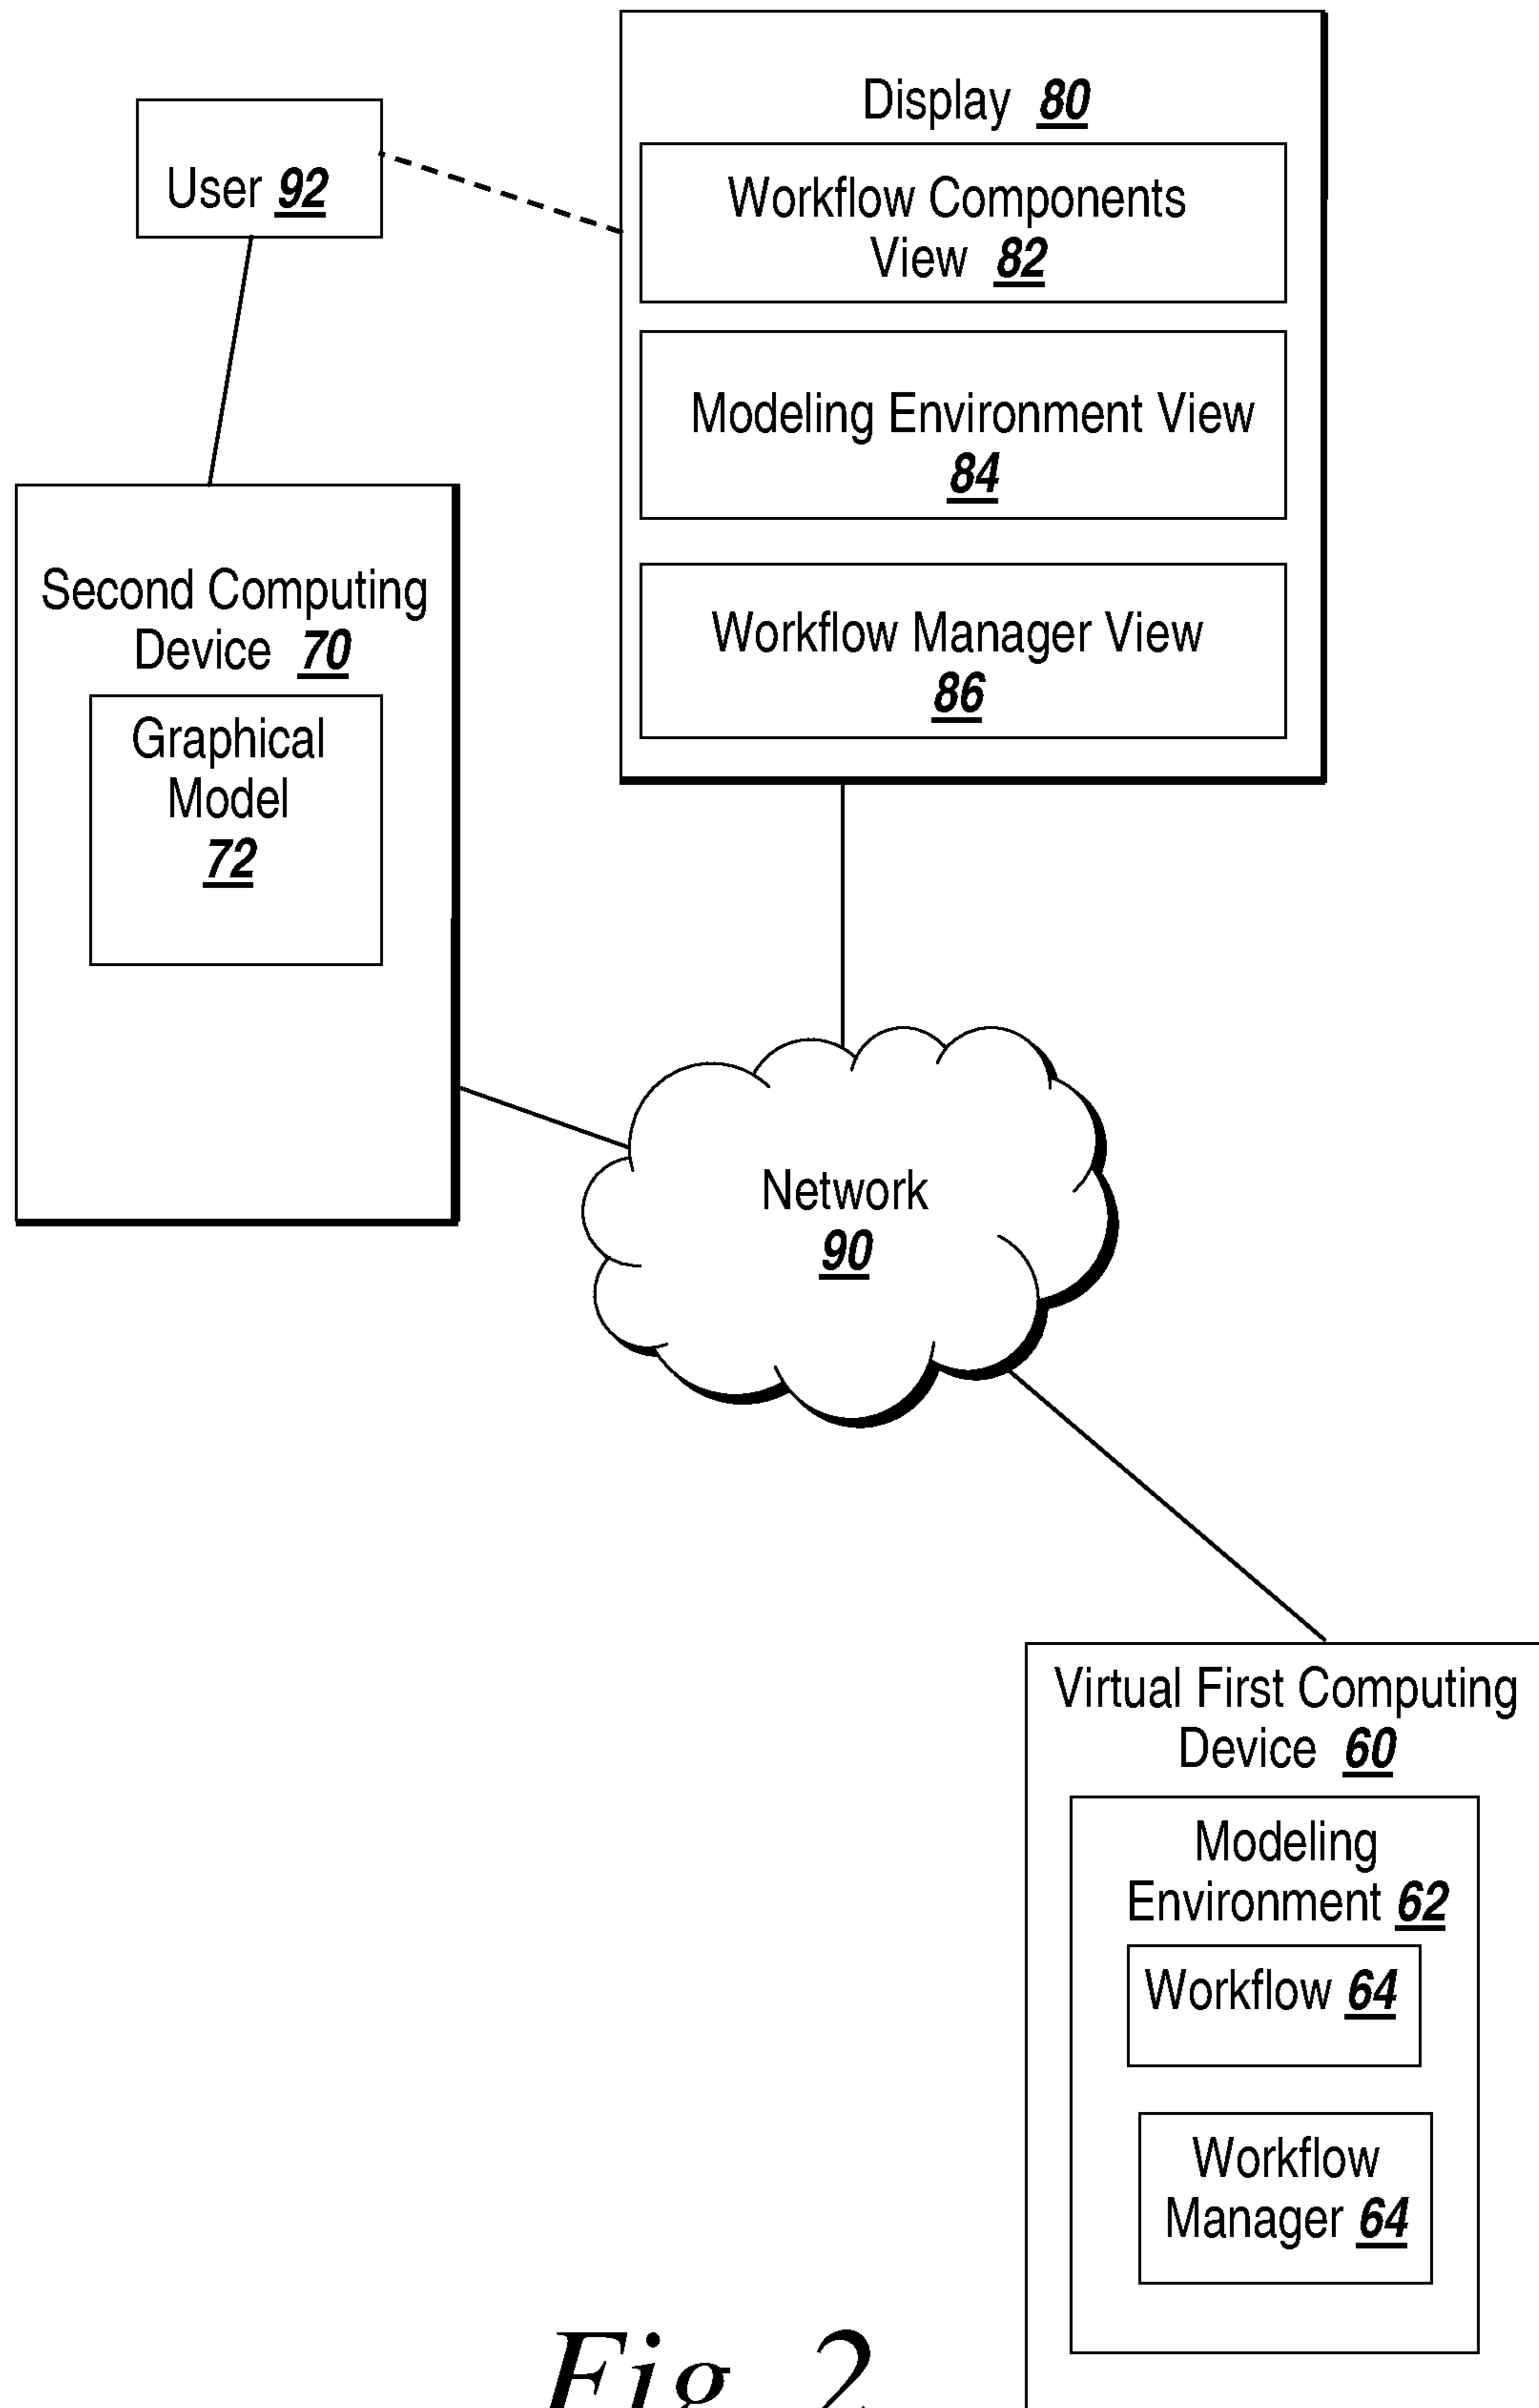 Display 80
User 92
Workflow Components
View 82
Modeling Environment View
84
Workflow Manager View
86
Second Computing
Device 70
Graphical
Model
72
Network
90
Virtual First Computing
Device 60
Modeling
Environment 62
Workflow 64
Workflow
Manager 64
Fig. 2